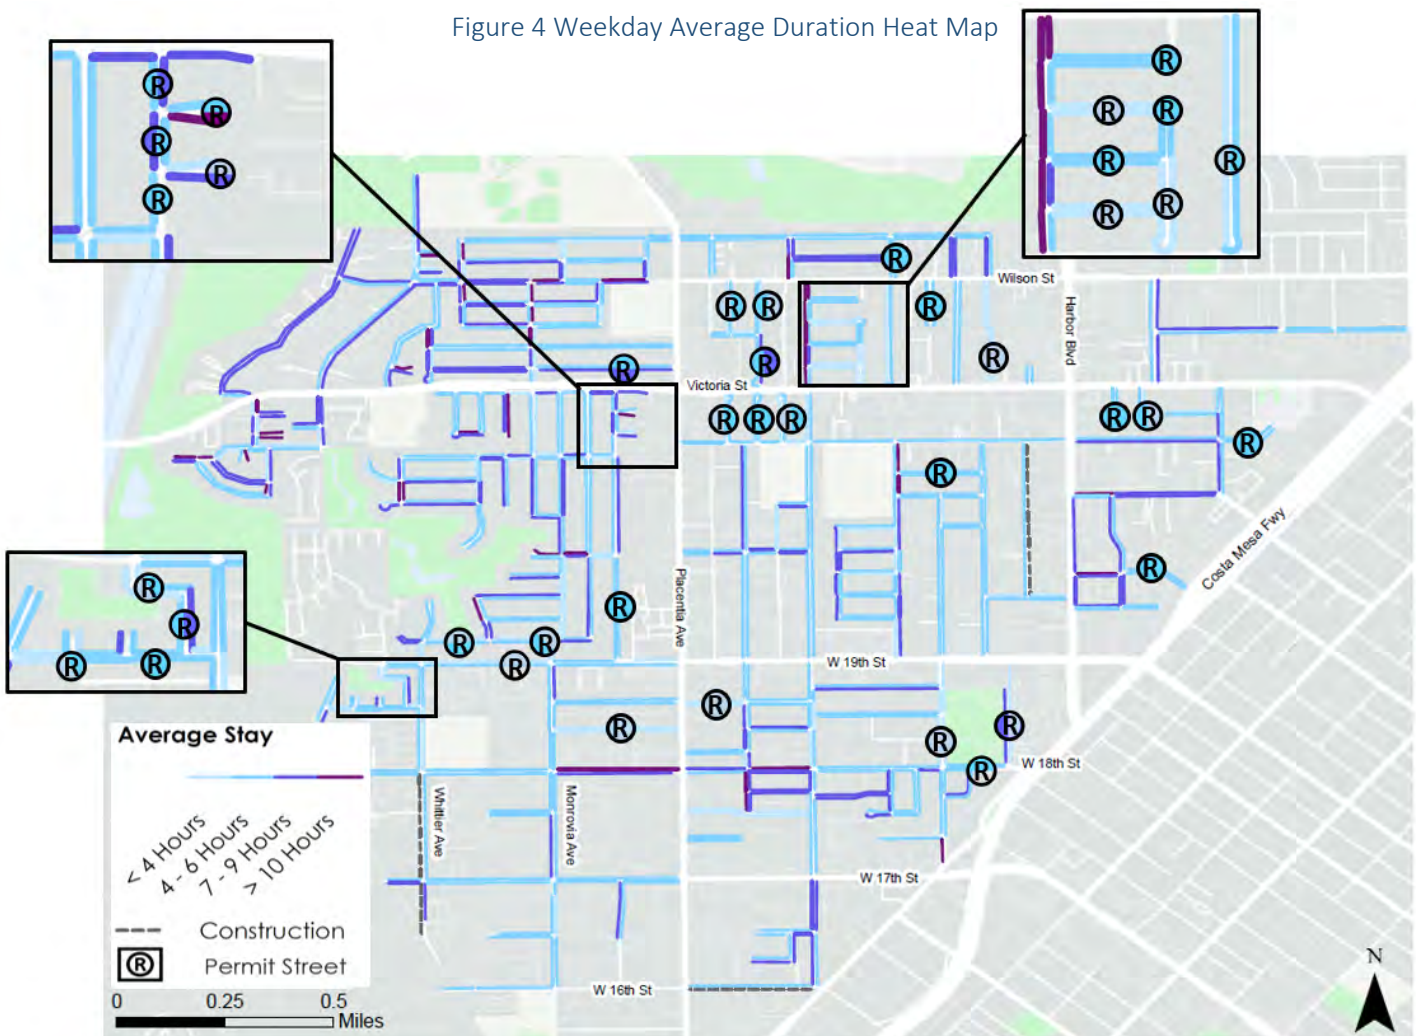 Figure 4 Weekday Average Duration Heat Map
R
R
R
R
R
R
R
R
R
R
R
R
R
R
Wilson St
R
R
R
Harbor Blvd
R
R
R
Victoria St
R
R
R
R
R
R
R
Costa Mesa Fwy
R
R
R
R
R
Placentia Ave
R
R
R
R
R
W 19th St
R
R
R
R
R
W 18th St
Average Stay
< 4 Hours
4 - 6 Hours
7 - 9 Hours
> 10 Hours
Whittier Ave
Monrovia Ave
W 17th St
Construction
R Permit Street
W 16th St
N
0 0.25 0.5
Miles